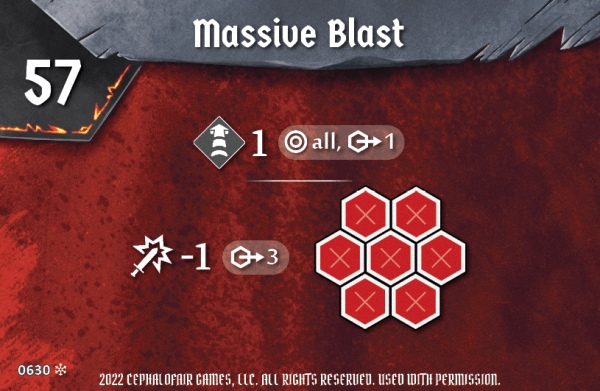 Massive Blast
57
1 all, 1
-1 3
0630
2022 CEPHALOFAIR GAMES, LLC. ALL RIGHTS RESERVED. USED WITH PERMISSION.